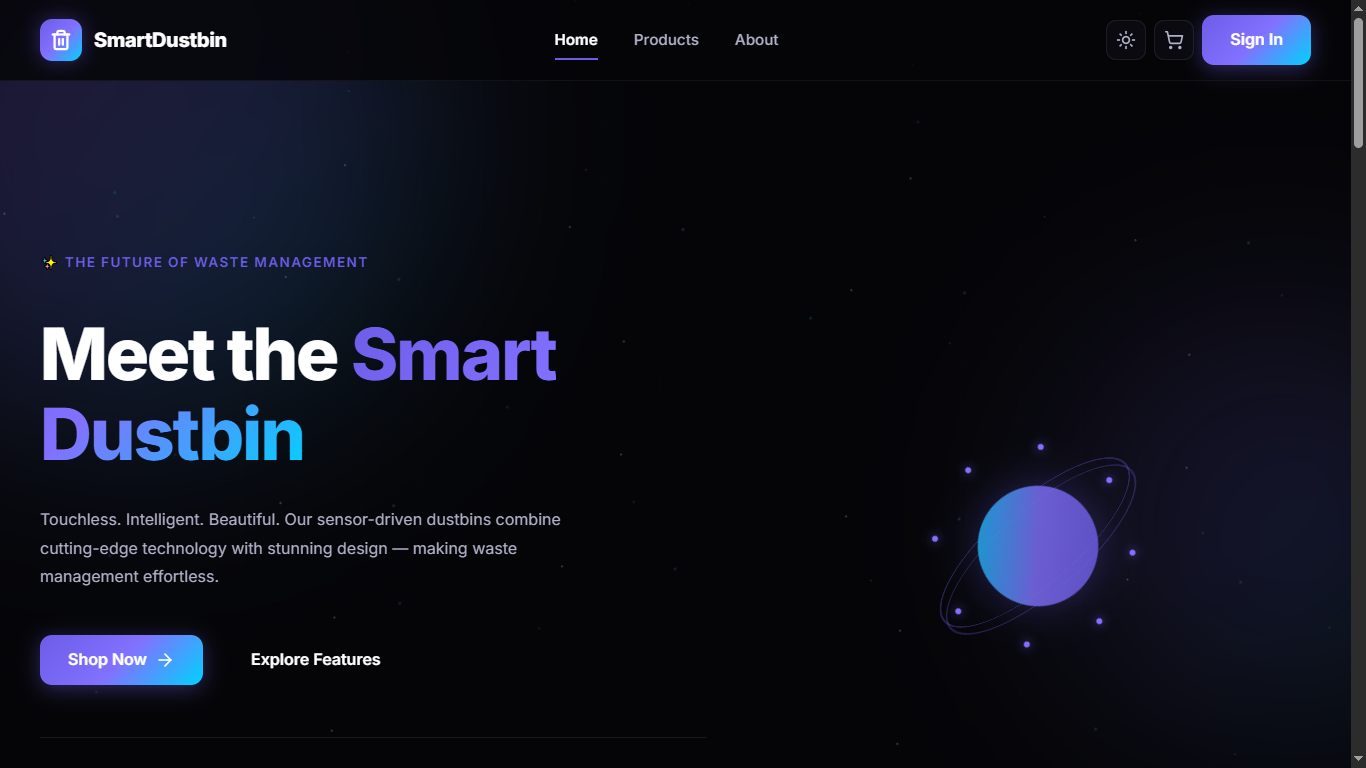 SmartDustbin
Home
Products
About
Sign In
✨ THE FUTURE OF WASTE MANAGEMENT
Meet the Smart
Dustbin
Touchless. Intelligent. Beautiful. Our sensor-driven dustbins combine
cutting-edge technology with stunning design — making waste
management effortless.
Shop Now →
Explore Features